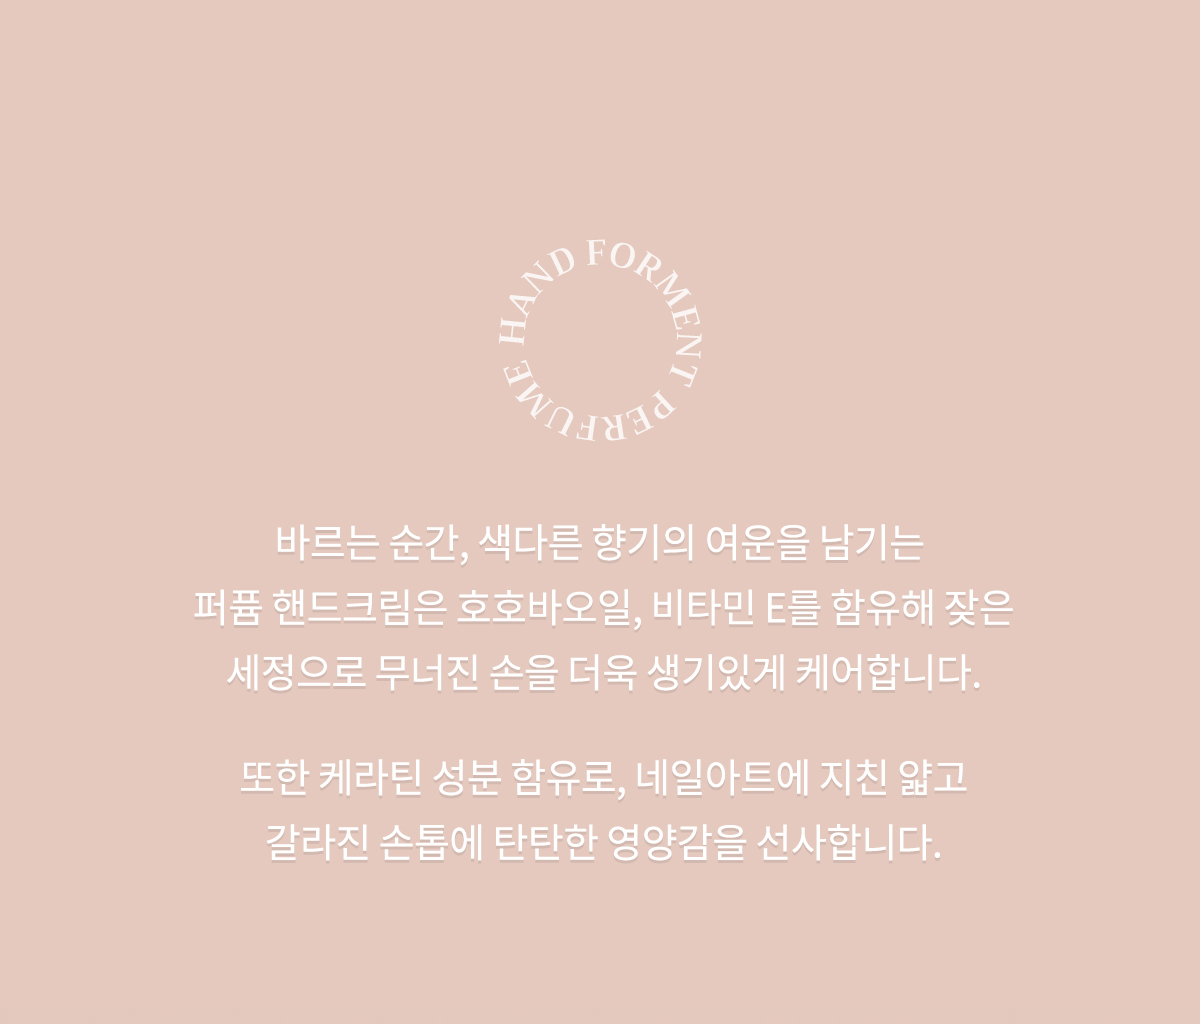 FORMENT PERFUME HAND
바르는 순간, 색다른 향기의 여운을 남기는
퍼퓸 핸드크림은 호호바오일, 비타민 E를 함유해 잦은
세정으로 무너진 손을 더욱 생기있게 케어합니다.
또한 케라틴 성분 함유로, 네일아트에 지친 얇고
갈라진 손톱에 탄탄한 영양감을 선사합니다.